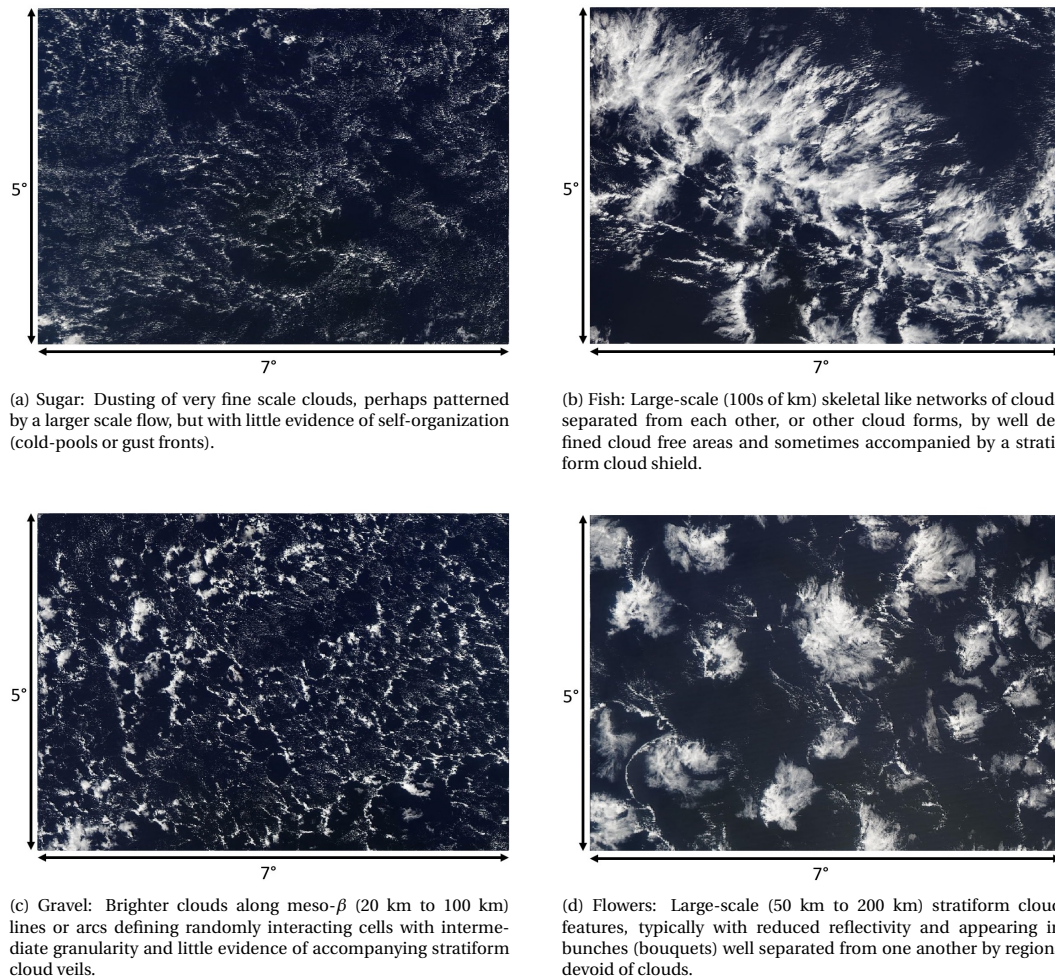 5°
7°
(a) Sugar: Dusting of very fine scale clouds, perhaps patterned
by a larger scale flow, but with little evidence of self-organization
(cold-pools or gust fronts).
5°
7°
(b) Fish: Large-scale (100s of km) skeletal like networks of cloud
separated from each other, or other cloud forms, by well de
fined cloud free areas and sometimes accompanied by a strati
form cloud shield.
5°
7°
(c) Gravel: Brighter clouds along meso-β (20 km to 100 km)
lines or arcs defining randomly interacting cells with interme-
diate granularity and little evidence of accompanying stratiform
cloud veils.
5°
7°
(d) Flowers: Large-scale (50 km to 200 km) stratiform clou
features, typically with reduced reflectivity and appearing i
bunches (bouquets) well separated from one another by region
devoid of clouds.